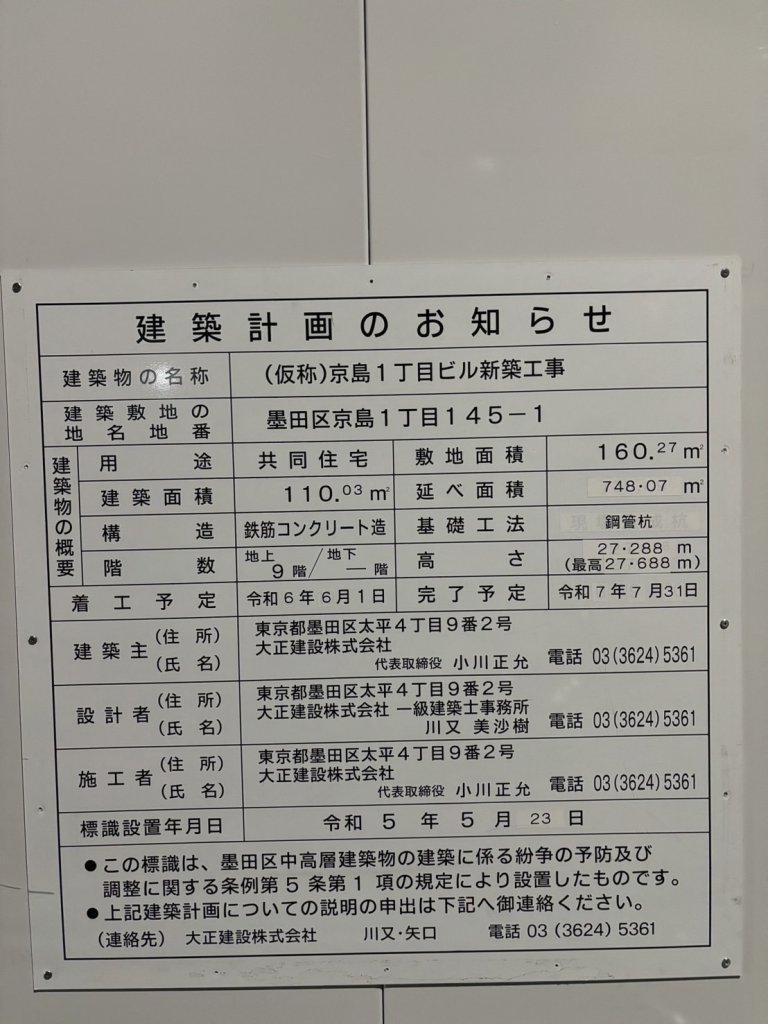 建築計画のお知らせ
建築物の名称 (仮称)京島1丁目ビル新築工事
建築敷地の
地名地番 墨田区京島1丁目145-1
建築物の概要
用途 共同住宅 敷地面積 160.27㎡
建築面積 110.03㎡ 延べ面積 748・07㎡
構造 鉄筋コンクリート造 基礎工法 鋼管杭
階数 地上9階/地下―階 高さ 27・288m
(最高27・688m)
着工予定 令和6年6月1日 完了予定 令和7年7月31日
建築主 (住所) 東京都墨田区太平4丁目9番2号
(氏名) 大正建設株式会社
代表取締役 小川正允 電話 03(3624)5361
設計者 (住所) 東京都墨田区太平4丁目9番2号
(氏名) 大正建設株式会社 一級建築士事務所
川又 美沙樹 電話 03(3624)5361
施工者 (住所) 東京都墨田区太平4丁目9番2号
(氏名) 大正建設株式会社
代表取締役 小川正允 電話 03(3624)5361
標識設置年月日 令和 5 年 5 月 23 日
●この標識は、墨田区中高層建築物の建築に係る紛争の予防及び
調整に関する条例第5条第1項の規定により設置したものです。
●上記建築計画についての説明の申出は下記へ御連絡ください。
(連絡先) 大正建設株式会社 川又・矢口 電話 03(3624)5361